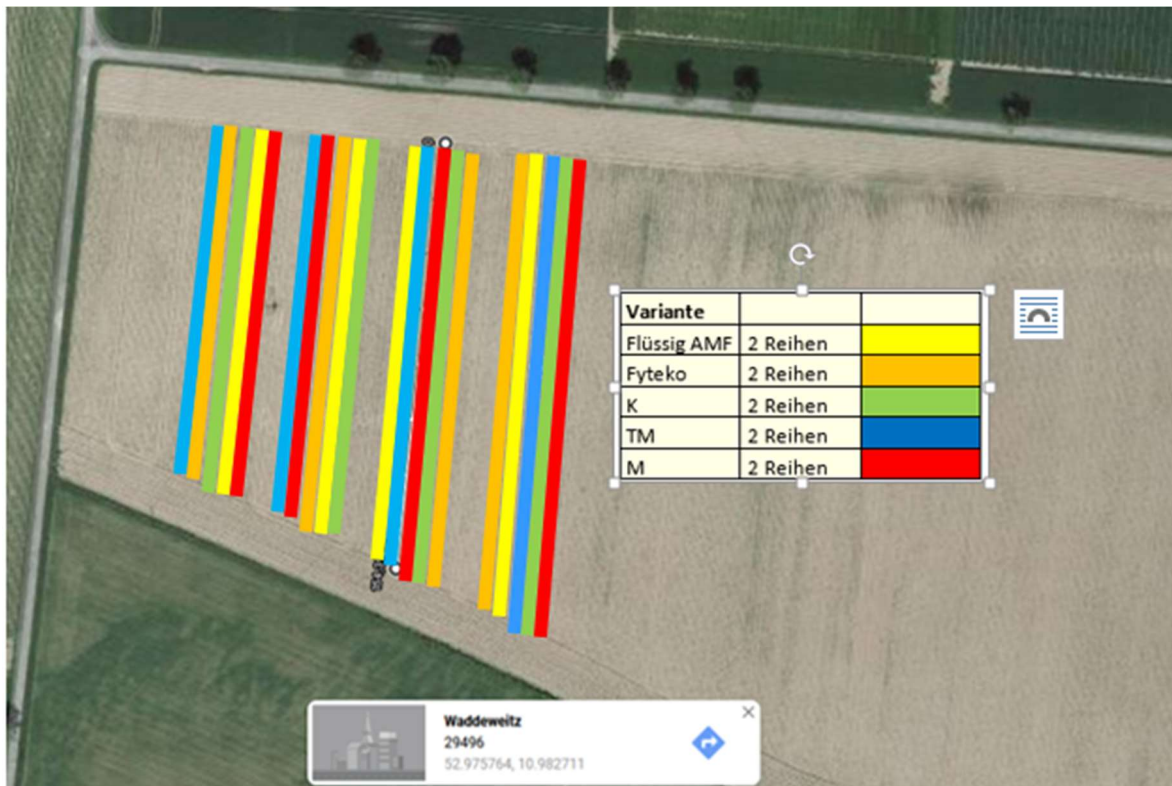 Variante
Flüssig AMF 2 Reihen
Fyteko 2 Reihen
K 2 Reihen
TM 2 Reihen
M 2 Reihen
Waddeweitz
29496
52.975764, 10.982711